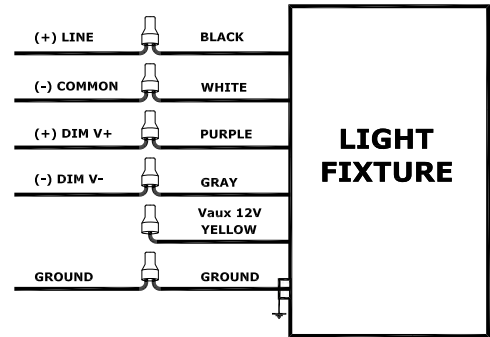 (+) LINE BLACK
(-) COMMON WHITE
(+) DIM V+ PURPLE
(-) DIM V- GRAY
Vaux 12V
YELLOW
GROUND GROUND
LIGHT
FIXTURE